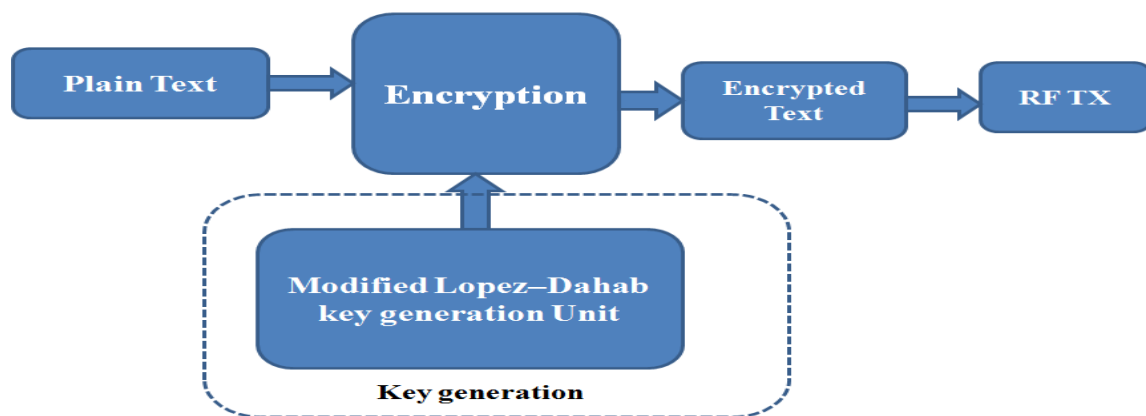 Plain Text
Encryption
Encrypted
Text
RF TX
Modified Lopez–Dahab
key generation Unit
Key generation